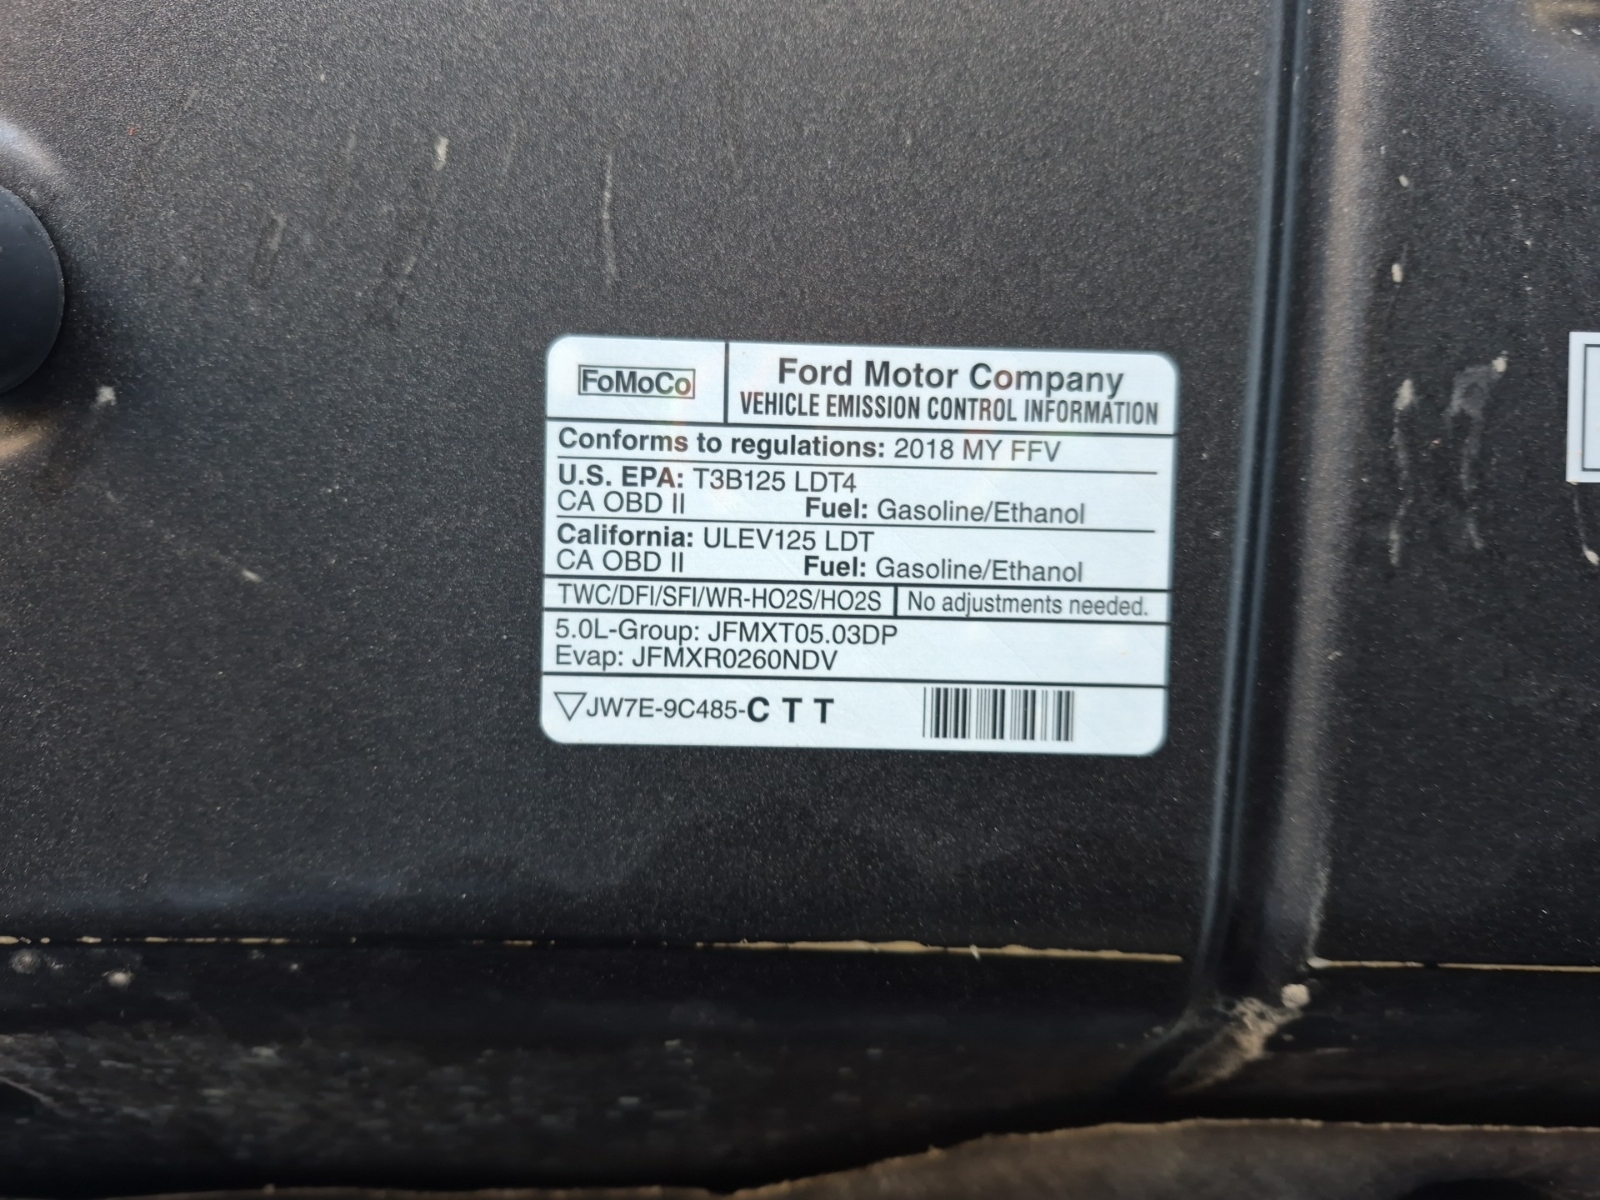 FoMoCo
Ford Motor Company
VEHICLE EMISSION CONTROL INFORMATION
Conforms to regulations: 2018 MY FFV
U.S. EPA: T3B125 LDT4
CA OBD II Fuel: Gasoline/Ethanol
California: ULEV125 LDT
CA OBD II Fuel: Gasoline/Ethanol
TWC/DFI/SFI/WR-HO2S/HO2S No adjustments needed.
5.0L-Group: JFMXT05.03DP
Evap: JFMXR0260NDV
JW7E-9C485-CTT